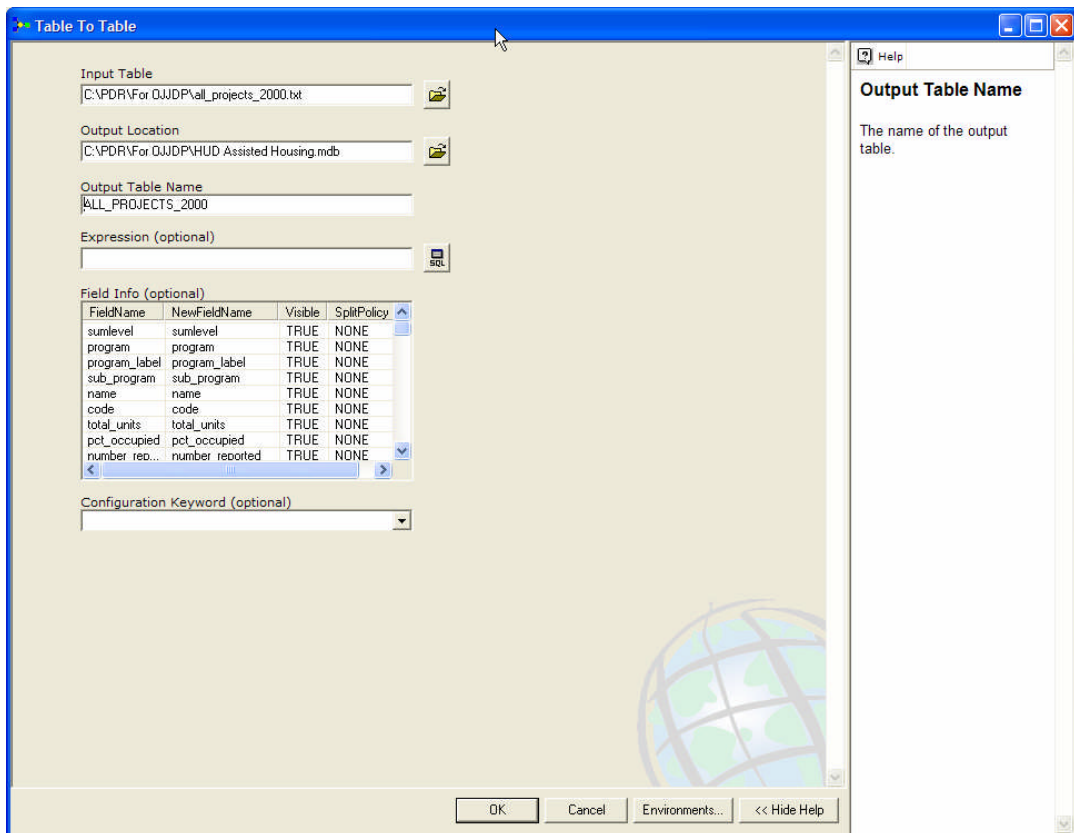 Table To Table
Input Table
C:\PDR\For OJJDP\all_projects_2000.txt
Output Location
C:\PDR\For OJJDP\HUD Assisted Housing.mdb
Output Table Name
ALL_PROJECTS_2000
Expression (optional)
SQL
Field Info (optional)
FieldName NewFieldName Visible SplitPolicy
sumlevel sumlevel TRUE NONE
program program TRUE NONE
program_label program_label TRUE NONE
sub_program sub_program TRUE NONE
name name TRUE NONE
code code TRUE NONE
total_units total_units TRUE NONE
pct_occupied pct_occupied TRUE NONE
number_rep... number_reported TRUE NONE
Configuration Keyword (optional)
OK Cancel Environments... << Hide Help
Help
Output Table Name
The name of the output
table.